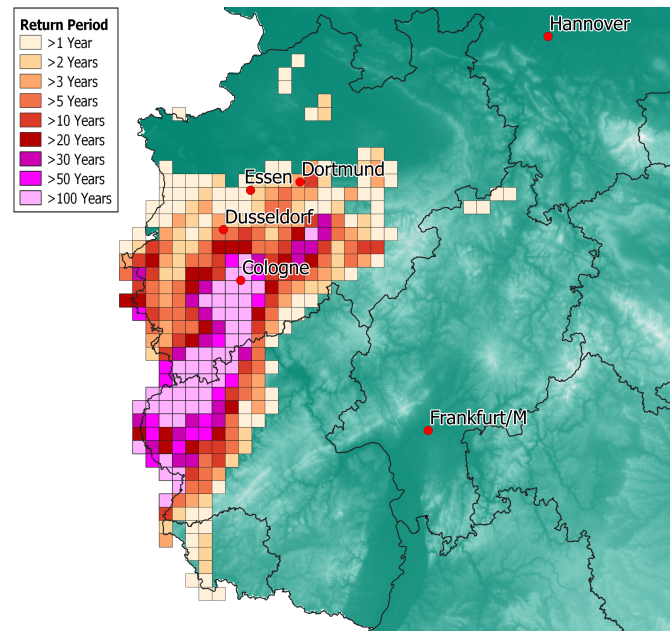 Return Period
>1 Year
>2 Years
>3 Years
>5 Years
>10 Years
>20 Years
>30 Years
>50 Years
>100 Years
Hannover
Dortmund
Essen
Dusseldorf
Cologne
Frankfurt/M